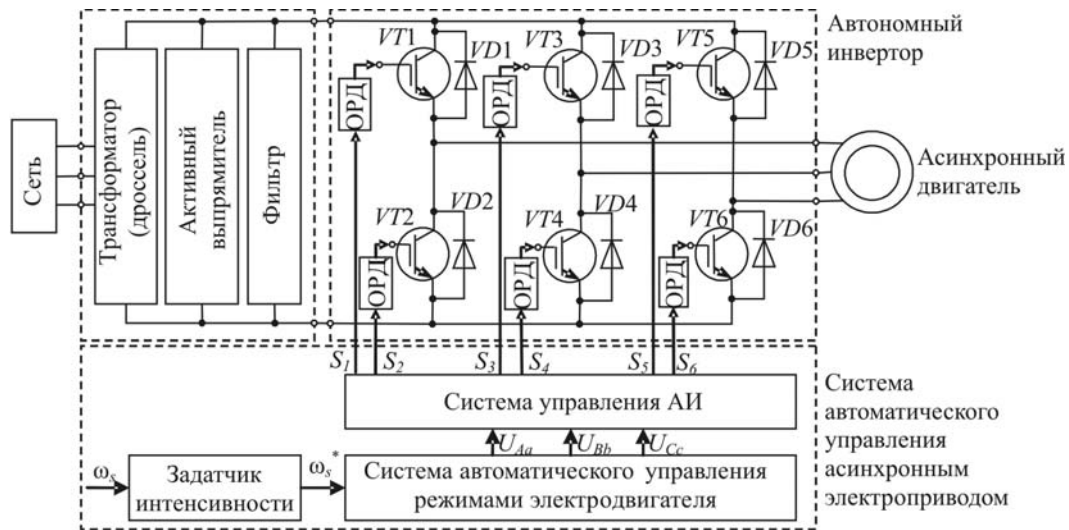 VT1
VD1
VT3
VD3
VT5
VD5
Автономный
инвертор
ОРД
ОРД
ОРД
Сеть
Трансформатор
(дроссель)
Активный
выпрямитель
Фильтр
Асинхронный
двигатель
VT2
VD2
VT4
VD4
VT6
VD6
ОРД
ОРД
ОРД
S1
S2
S3
S4
S5
S6
Система управления АИ
UAa
UBb
UCc
Система
автоматического
управления
асинхронным
электроприводом
ωs
Задатчик
интенсивности
ωs*
Система автоматического управления
режимами электродвигателя